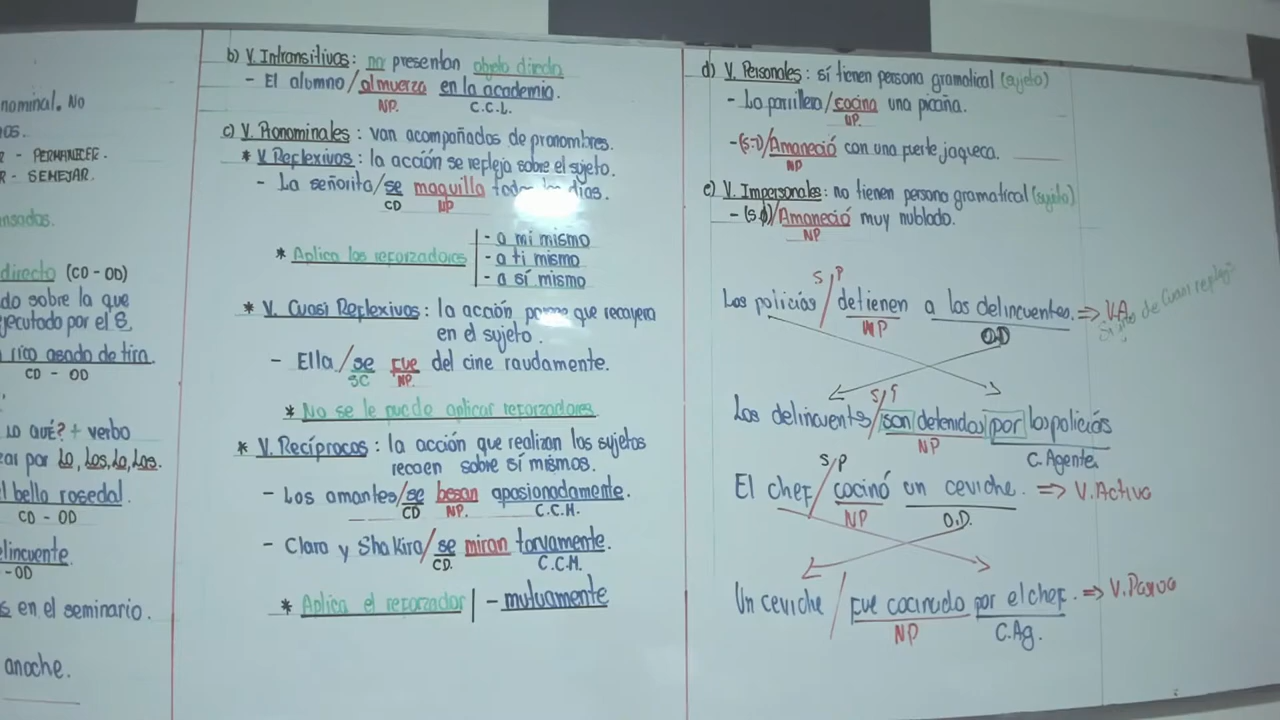 nominal. No
nos.
R - PERMANECER.
R - SEMEJAR.
nsadas.
directo (CD - OD)
do sobre la que
ejecutado por el S.
rico asado de tira.
CD - OD
LO QUÉ? + verbo
zar por Lo, Los, La, Las.
l bello rosedal.
CD - OD
elincuente.
-OD
s en el seminario.
anoche.
b) V. Intransitivos: no presentan objeto directo
- El alumno/almuerza en la academia.
NP. C.C.L.
c) V. Pronominales: van acompañados de pronombres.
* V. Reflexivos: la acción se refleja sobre el sujeto.
- La señorita/se maquilla todos los días.
CD NP
* Aplica los reforzadores
- a mi mismo
- a ti mismo
- a sí mismo
* V. Cuasi Reflexivos: la acción parece que recayera
en el sujeto.
- Ella/se fue del cine raudamente.
SC NP.
* No se le puede aplicar reforzadores
* V. Recíprocos: la acción que realizan los sujetos
recaen sobre sí mismos.
- Los amantes/se besan apasionadamente.
CD NP. C.C.M.
- Clara y Shakira/se miran torvamente.
CD. C.C.M.
* Aplica el reforzador | - mutuamente
d) V. Personales: sí tienen persona gramatical (sujeto)
- La parrillera/cocina una picaña.
NP.
-(S:T)/Amaneció con una fuerte jaqueca.
NP
e) V. Impersonales: no tienen persona gramatical (sujeto)
- (S:∅)/Amaneció muy nublado.
NP
S / P
Los policías/detienen a los delincuentes. ⇒ V.A.
NP OD
S/P
Los delincuentes/son detenidos por los policías
NP C. Agente.
S/P
El chef/cocinó un ceviche. ⇒ V. Activa
NP O.D.
Un ceviche / fue cocinado por el chef. ⇒ V. Pasiva
NP C.Ag.